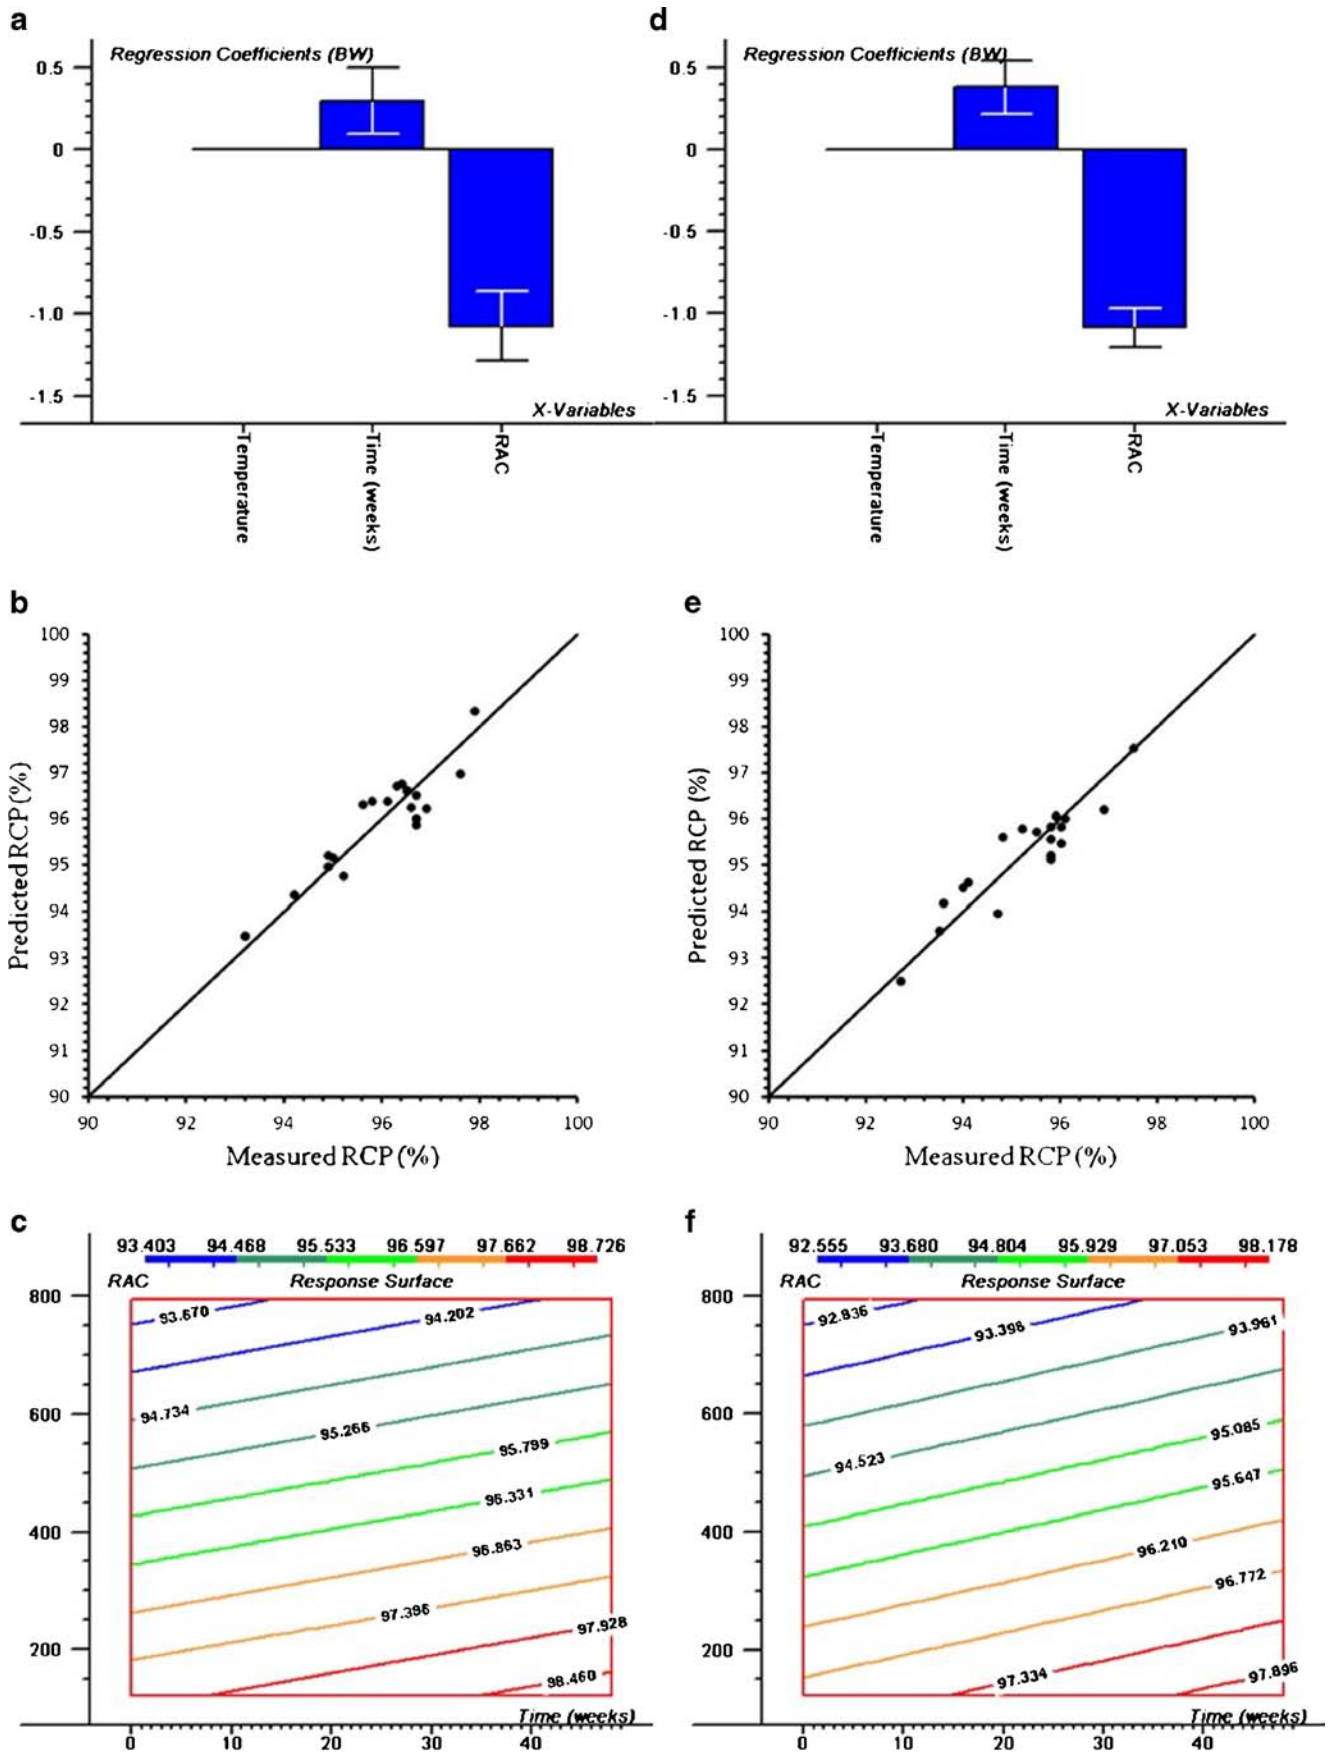 a
Regression Coefficients (BW)
0.5
0
-0.5
-1.0
-1.5
X-Variables
Temperature
Time (weeks)
RAC
d
Regression Coefficients (BW)
0.5
0
-0.5
-1.0
-1.5
X-Variables
Temperature
Time (weeks)
RAC
b
Predicted RCP (%)
100
99
98
97
96
95
94
93
92
91
90
90 92 94 96 98 100
Measured RCP (%)
e
Predicted RCP (%)
100
99
98
97
96
95
94
93
92
91
90
90 92 94 96 98 100
Measured RCP (%)
c
93.403 94.468 95.533 96.597 97.662 98.726
RAC Response Surface
800
600
400
200
93.670
94.202
94.734
95.266
95.799
96.331
96.863
97.396
97.928
98.460
Time (weeks)
0 10 20 30 40
f
92.555 93.680 94.804 95.929 97.053 98.178
RAC Response Surface
800
600
400
200
92.836
93.398
93.961
94.523
95.085
95.647
96.210
96.772
97.334
97.896
Time (weeks)
0 10 20 30 40